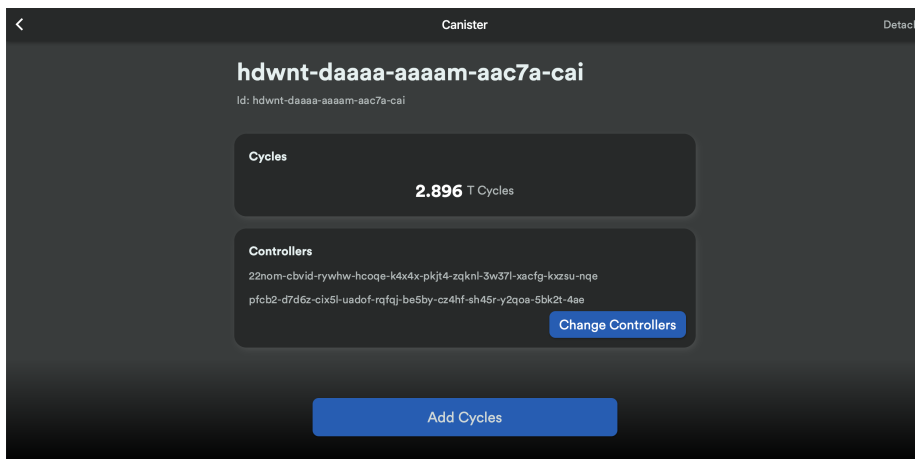 Canister
Detach
hdwnt-daaaa-aaaam-aac7a-cai
Id: hdwnt-daaaa-aaaam-aac7a-cai
Cycles
2.896 T Cycles
Controllers
22nom-cbvid-rywhw-hcoqe-k4x4x-pkjt4-zqknl-3w37l-xacfg-kxzsu-nqe
pfcb2-d7d6z-cix5l-uadof-rqfqj-be5by-cz4hf-sh45r-y2qoa-5bk2t-4ae
Change Controllers
Add Cycles